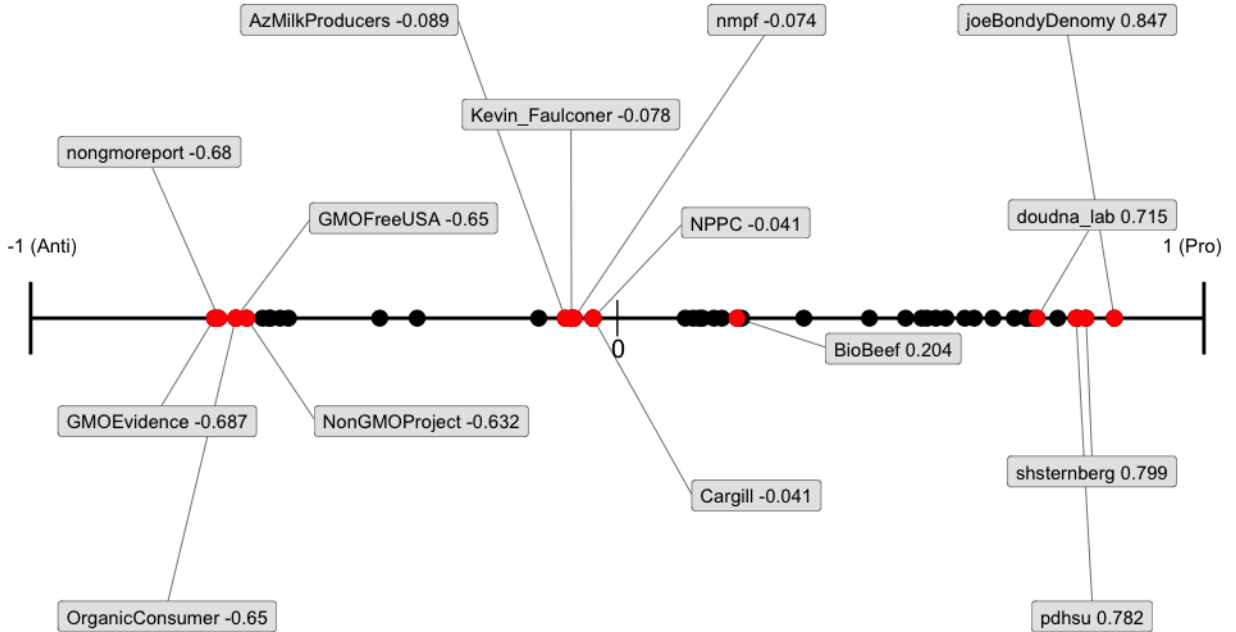 AzMilkProducers -0.089
nmpf -0.074
joeBondyDenomy 0.847
Kevin_Faulconer -0.078
nongmoreport -0.68
GMOFreeUSA -0.65
NPPC -0.041
doudna_lab 0.715
-1 (Anti)
1 (Pro)
0
BioBeef 0.204
GMOEvidence -0.687
NonGMOProject -0.632
shsternberg 0.799
Cargill -0.041
OrganicConsumer -0.65
pdhsu 0.782